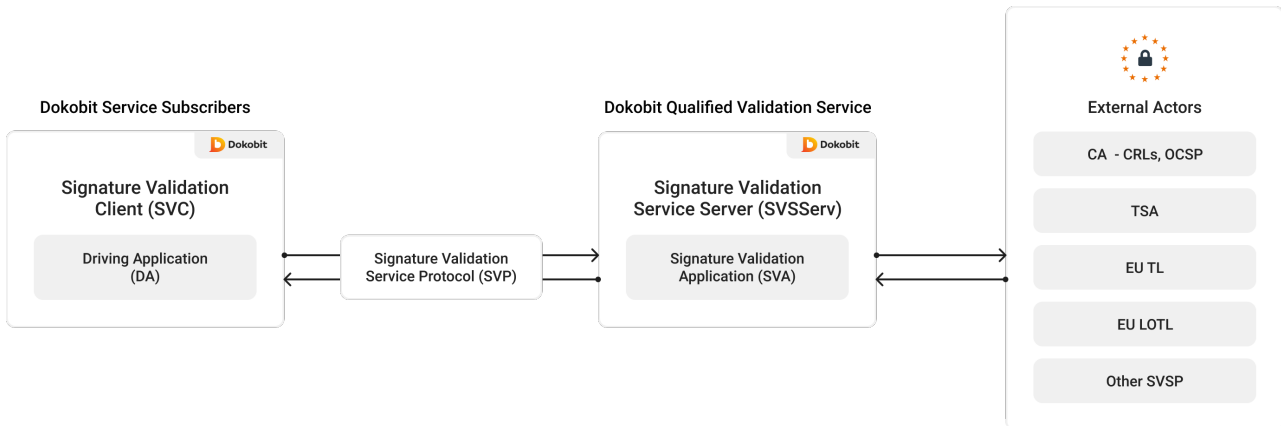 Dokobit Service Subscribers
Dokobit
Signature Validation
Client (SVC)
Driving Application
(DA)
Signature Validation
Service Protocol (SVP)
Dokobit Qualified Validation Service
Dokobit
Signature Validation
Service Server (SVSServ)
Signature Validation
Application (SVA)
External Actors
CA - CRLs, OCSP
TSA
EU TL
EU LOTL
Other SVSP